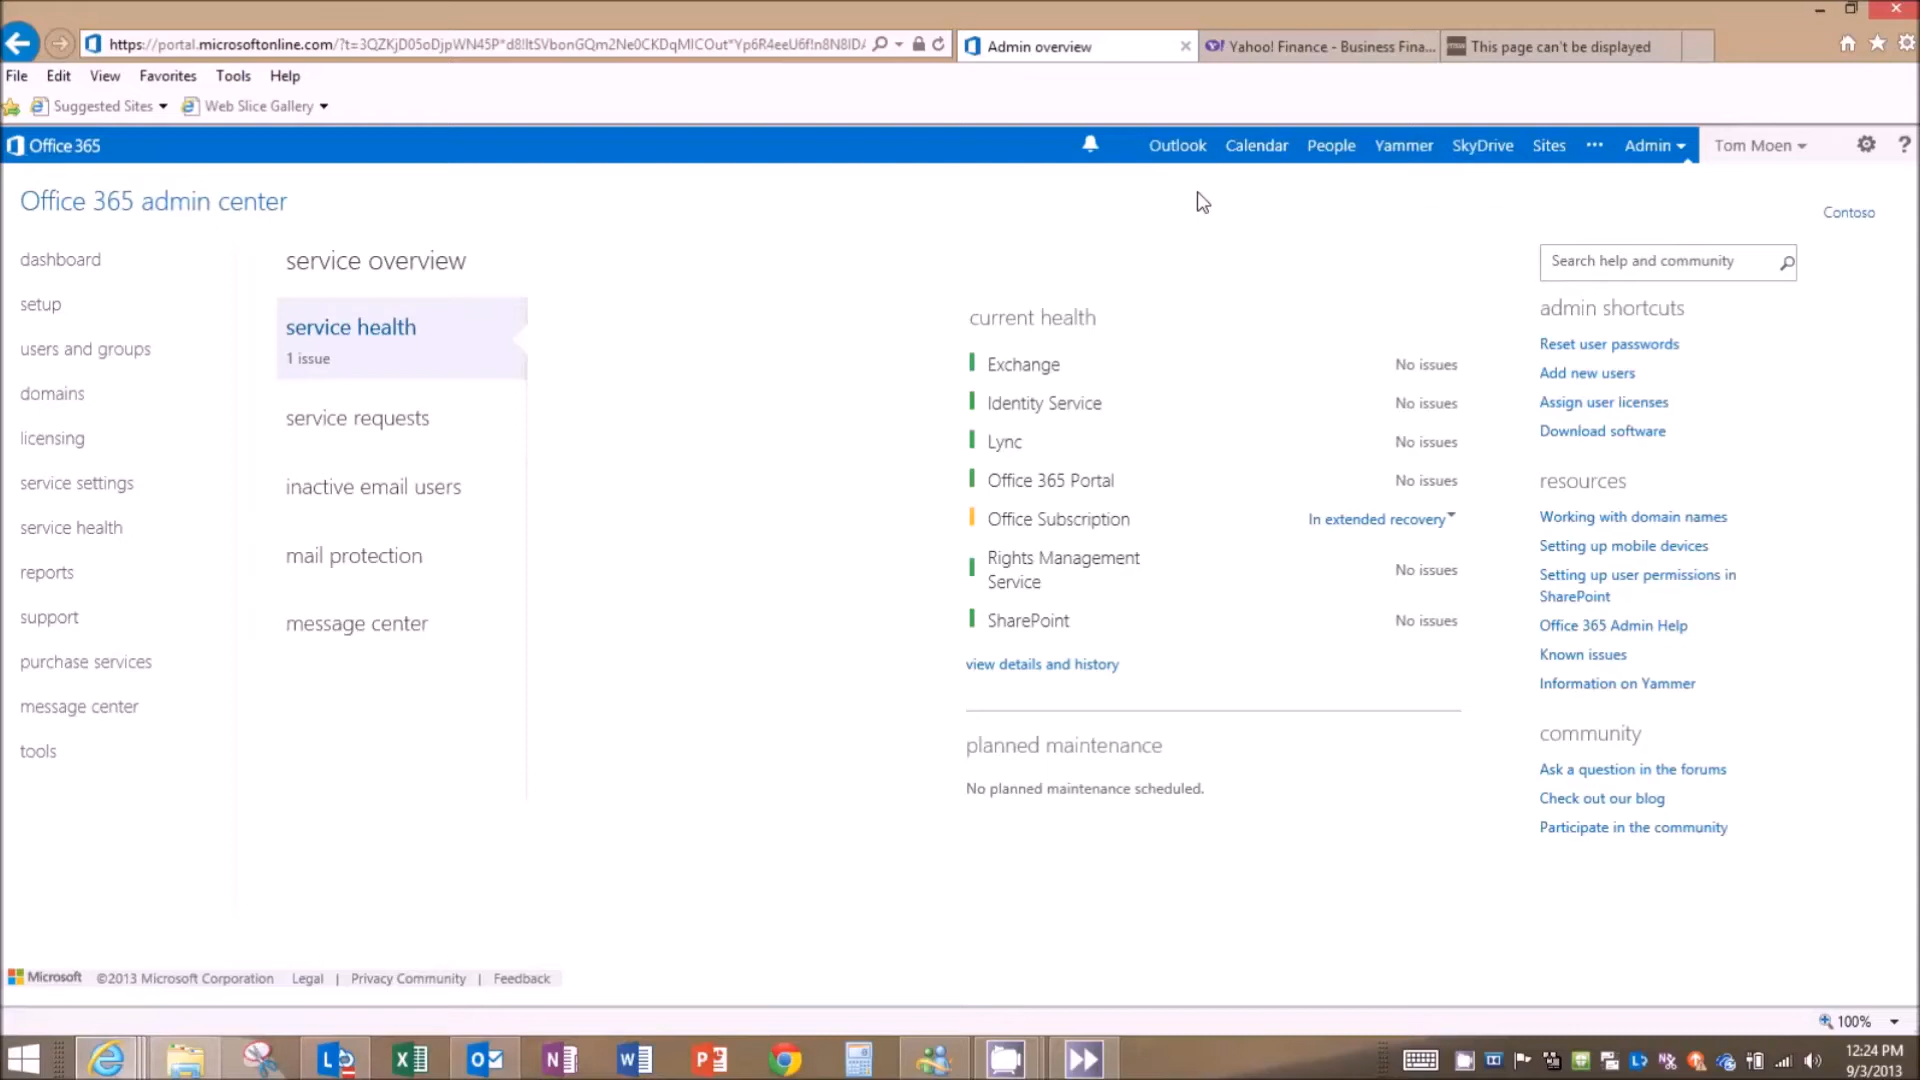 https://portal.microsoftonline.com/
Admin overview
Yahoo! Finance - Business Fina...
This page can't be displayed
File Edit View Favorites Tools Help
Suggested Sites
Web Slice Gallery
Office 365
Outlook Calendar People Yammer SkyDrive Sites ... Admin
Tom Moen
?
Office 365 admin center
Contoso
dashboard
setup
users and groups
domains
licensing
service settings
service health
reports
support
purchase services
message center
tools
service overview
service health
1 issue
service requests
inactive email users
mail protection
message center
current health
Exchange No issues
Identity Service No issues
Lync No issues
Office 365 Portal No issues
Office Subscription In extended recovery
Rights Management
Service No issues
SharePoint No issues
view details and history
planned maintenance
No planned maintenance scheduled.
Search help and community
admin shortcuts
Reset user passwords
Add new users
Assign user licenses
Download software
resources
Working with domain names
Setting up mobile devices
Setting up user permissions in
SharePoint
Office 365 Admin Help
Known issues
Information on Yammer
community
Ask a question in the forums
Check out our blog
Participate in the community
Microsoft ©2013 Microsoft Corporation Legal | Privacy Community | Feedback
100%
12:24 PM
9/3/2013